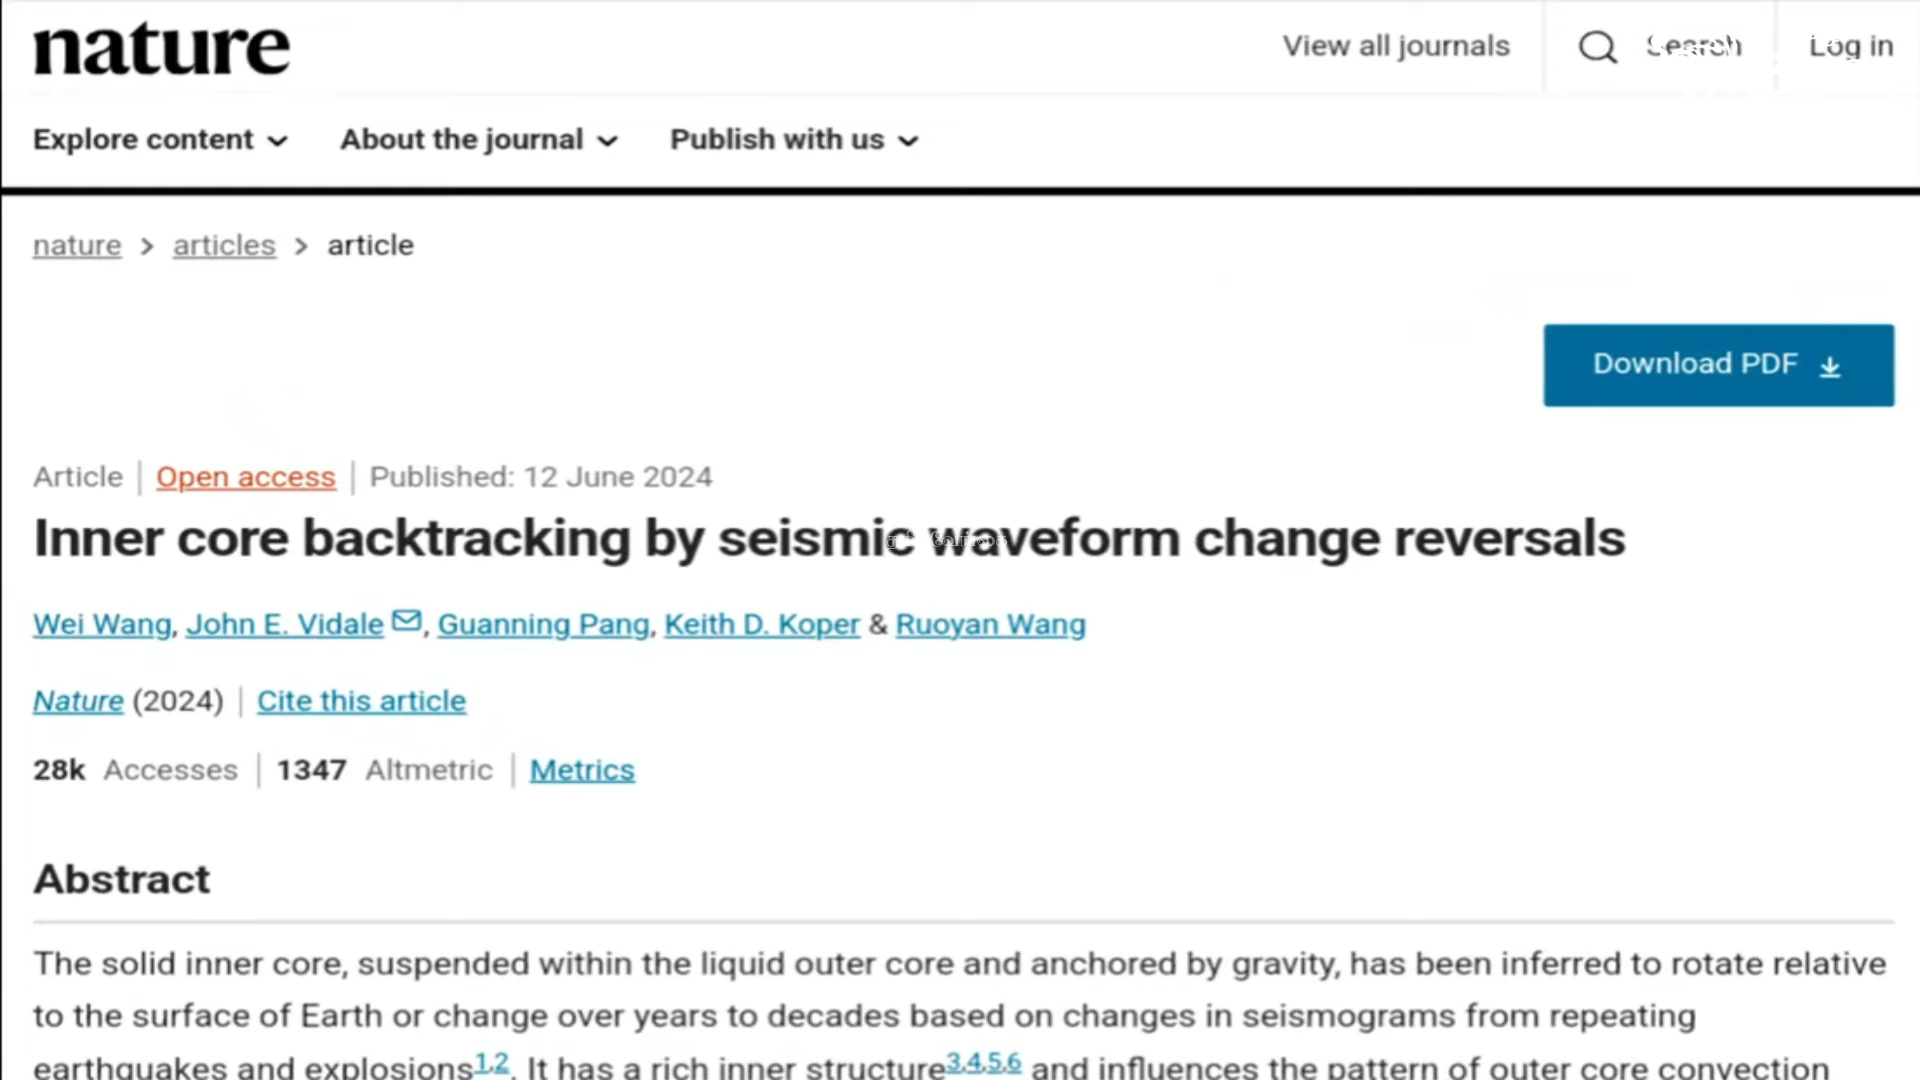 nature
View all journals
Search
Log in
Explore content
About the journal
Publish with us
nature > articles > article
Download PDF
Article | Open access | Published: 12 June 2024
Inner core backtracking by seismic waveform change reversals
Wei Wang, John E. Vidale, Guanning Pang, Keith D. Koper & Ruoyan Wang
Nature (2024) | Cite this article
28k Accesses | 1347 Altmetric | Metrics
Abstract
The solid inner core, suspended within the liquid outer core and anchored by gravity, has been inferred to rotate relative
to the surface of Earth or change over years to decades based on changes in seismograms from repeating
earthquakes and explosions1,2. It has a rich inner structure3,4,5,6 and influences the pattern of outer core convection